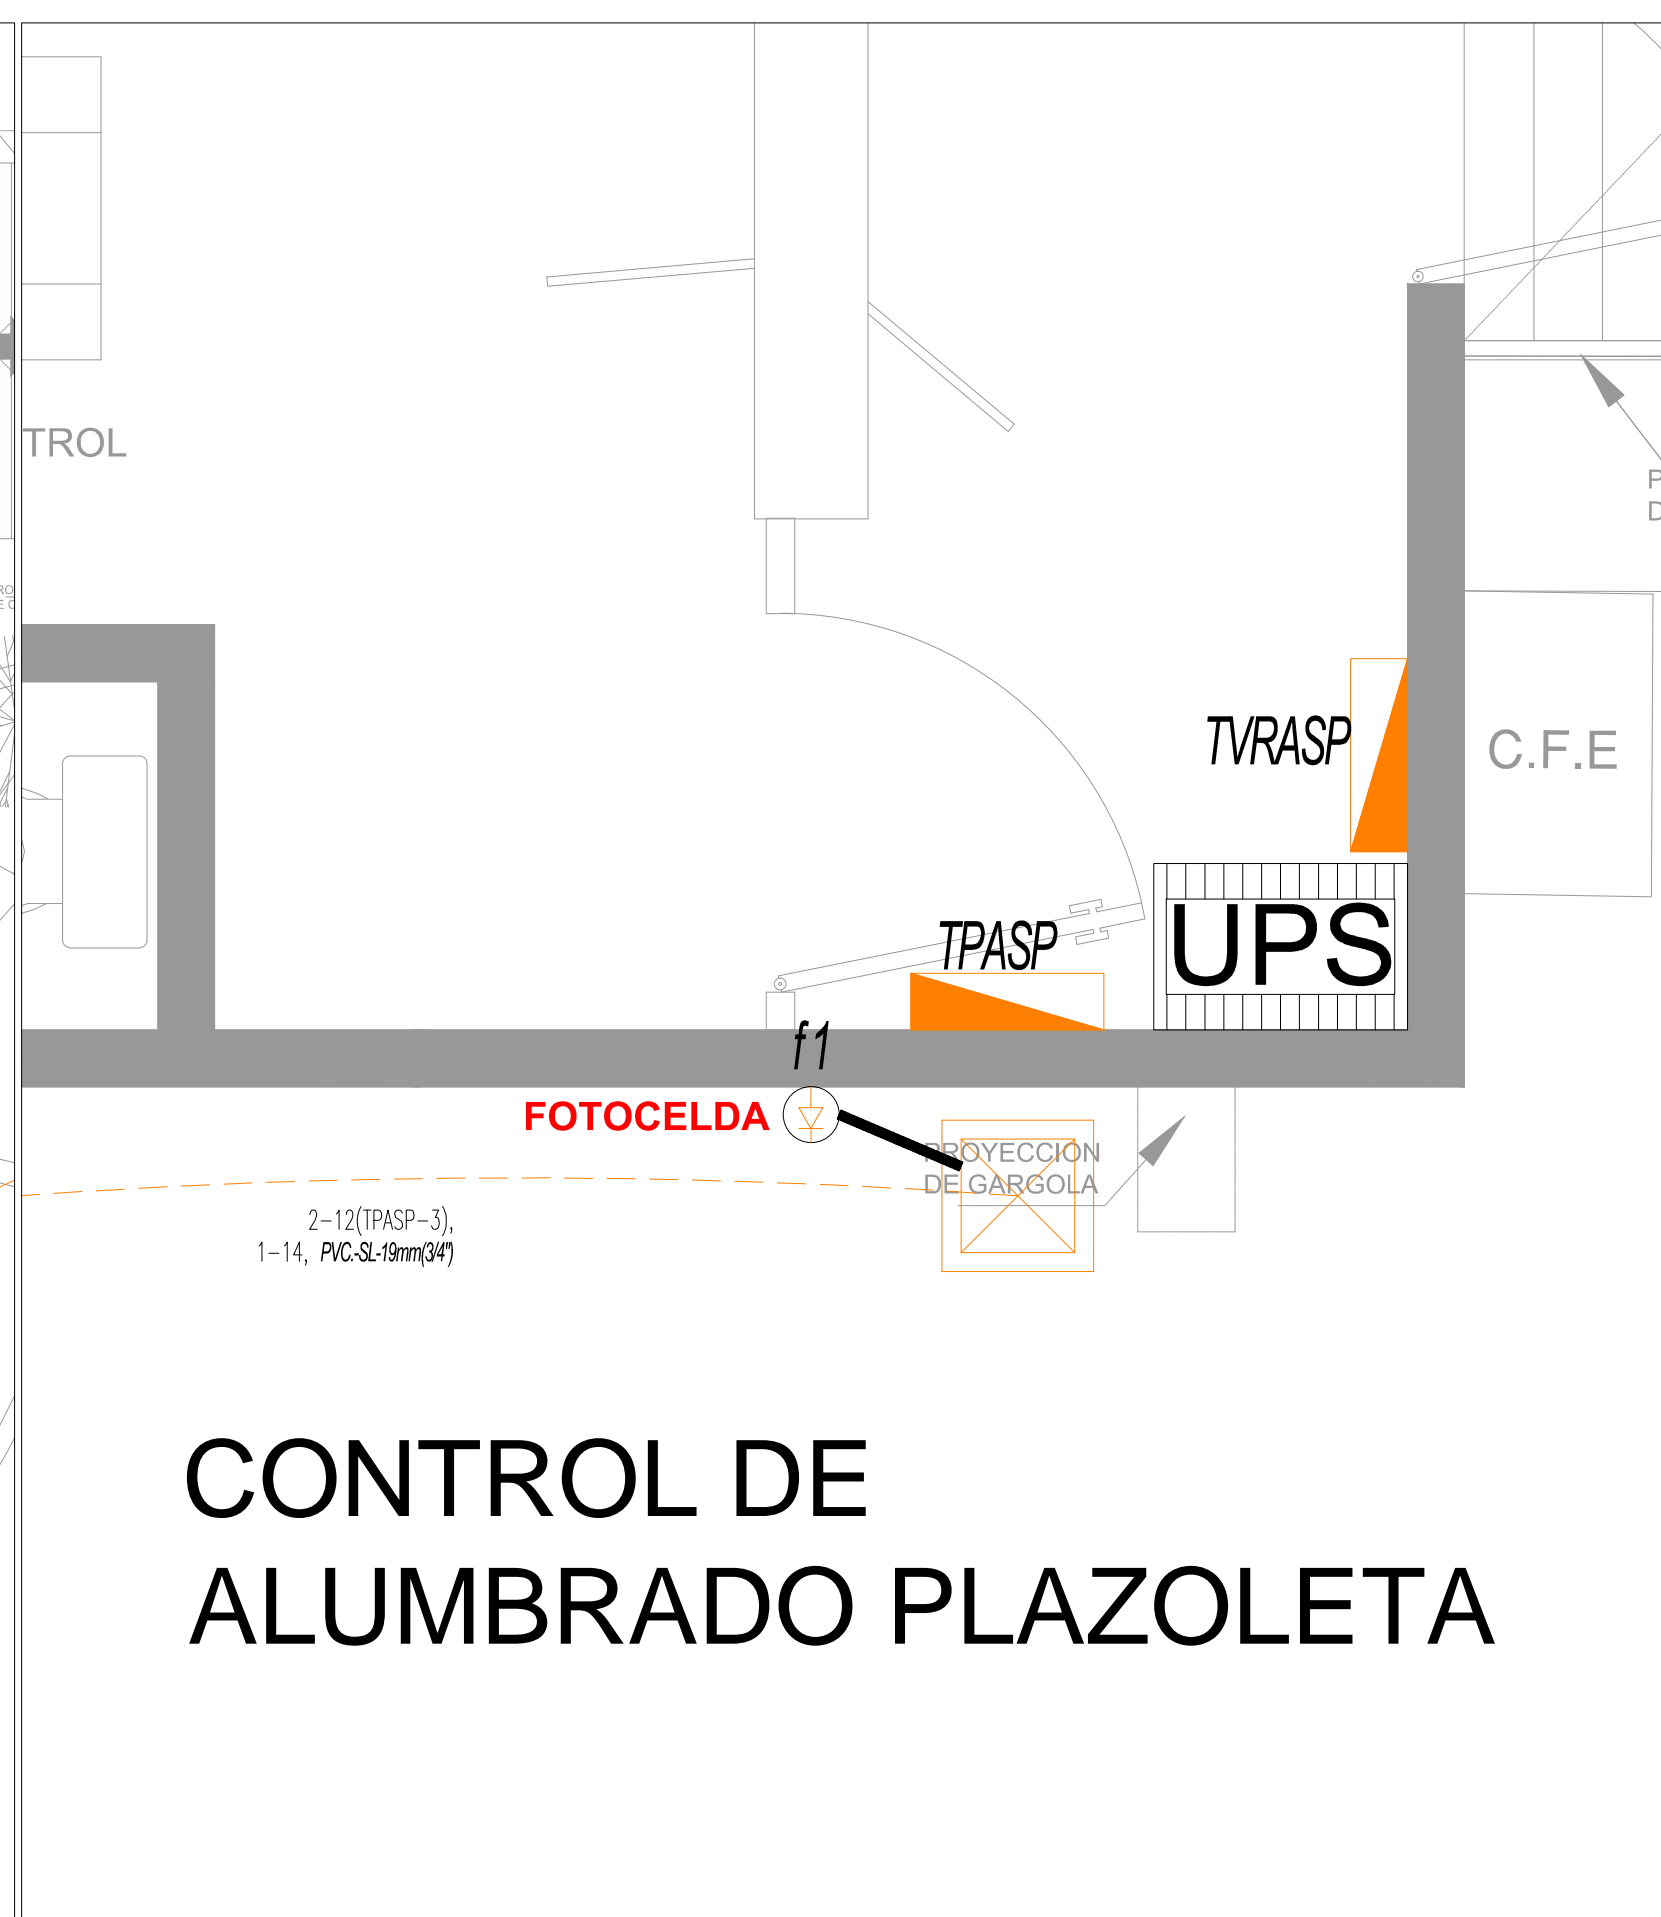 TROL
TVRASP
C.F.E
TPASP
UPS
f1
FOTOCELDA
PROYECCION
DE GARGOLA
2-12(TPASP-3),
1-14, PVC.-SL-19mm(3/4")
CONTROL DE
ALUMBRADO PLAZOLETA